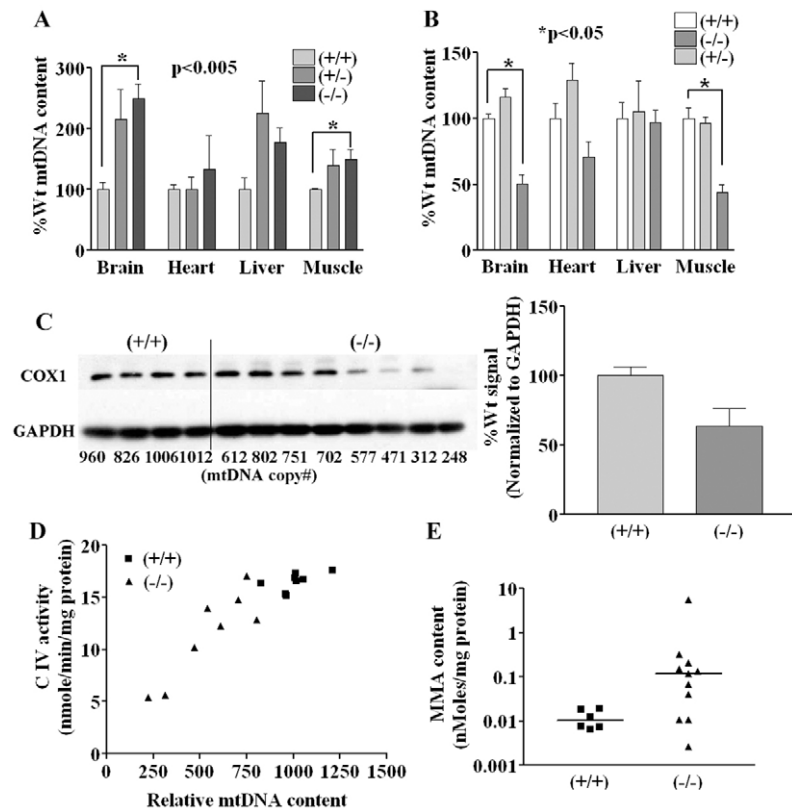 A
p<0.005
(+/+)
(+/-)
(-/-)
*
*
%Wt mtDNA content
300
200
100
0
Brain Heart Liver Muscle
B
*p<0.05
(+/+)
(-/-)
(+/-)
*
*
%Wt mtDNA content
150
100
50
0
Brain Heart Liver Muscle
C
(+/+) (-/-)
COX1
GAPDH
960 826 1006 1012 612 802 751 702 577 471 312 248
(mtDNA copy#)
%Wt signal
(Normalized to GAPDH)
150
100
50
0
(+/+) (-/-)
D
(+/+)
(-/-)
C IV activity
(nmole/min/mg protein)
20
15
10
5
0
0 250 500 750 1000 1250 1500
Relative mtDNA content
E
MMA content
(nMoles/mg protein)
10
1
0.1
0.01
0.001
(+/+) (-/-)